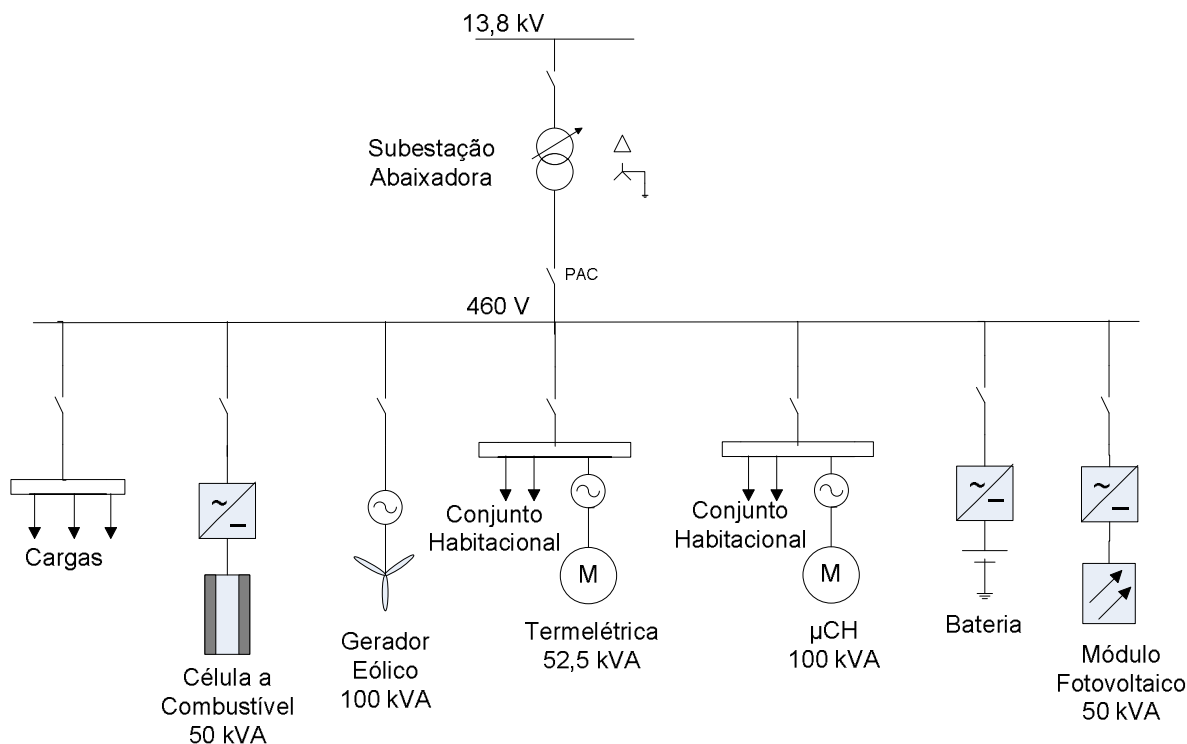 13,8 kV
Subestação
Abaixadora
PAC
460 V
Cargas
Célula a
Combustível
50 kVA
Gerador
Eólico
100 kVA
Conjunto
Habitacional
M
Termelétrica
52,5 kVA
Conjunto
Habitacional
M
µCH
100 kVA
Bateria
Módulo
Fotovoltaico
50 kVA